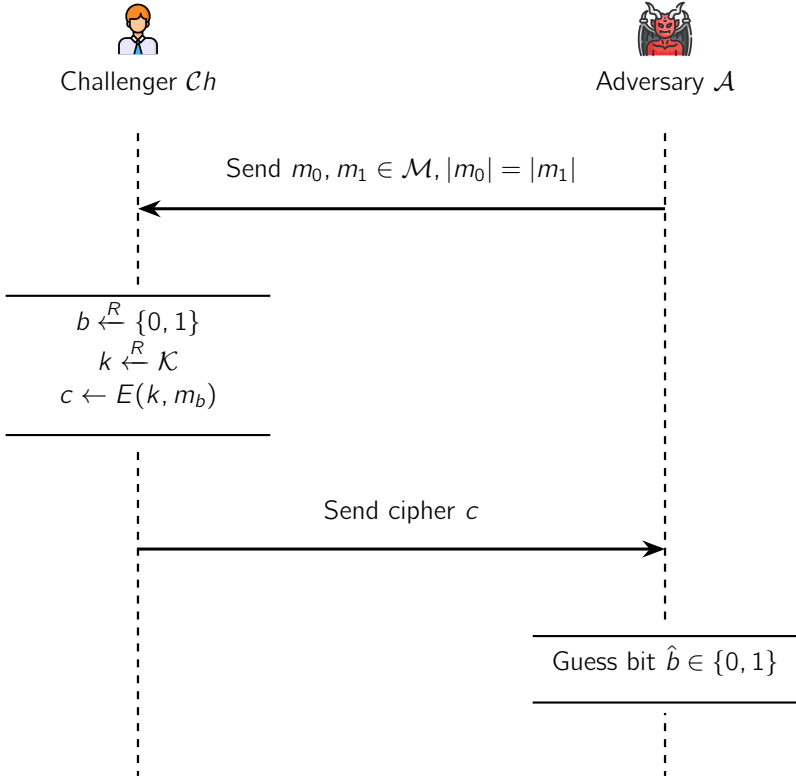 Challenger 𝒞h
Adversary 𝒜
Send m₀, m₁ ∈ ℳ, |m₀| = |m₁|
b ←ᴿ {0, 1}
k ←ᴿ 𝒦
c ← E(k, m_b)
Send cipher c
Guess bit b̂ ∈ {0, 1}